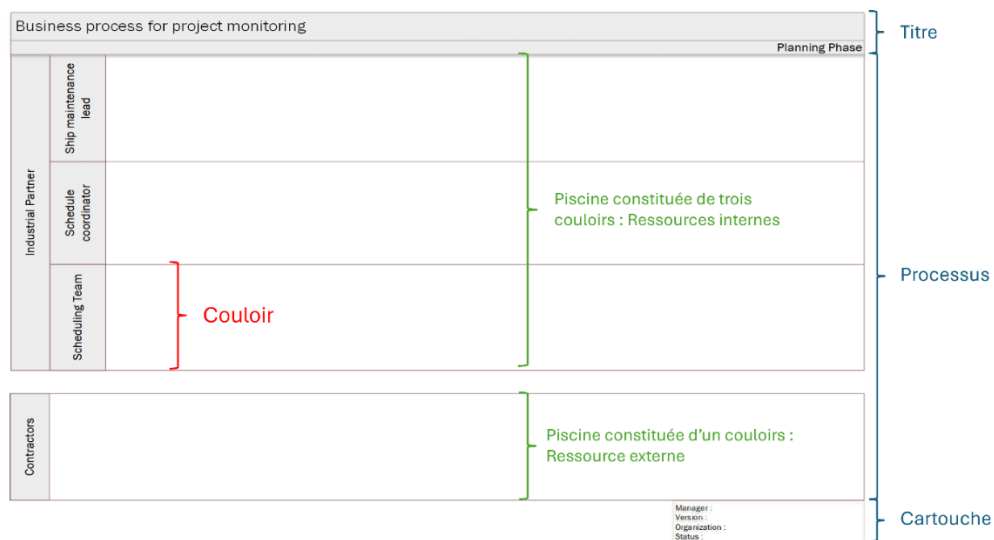 Business process for project monitoring
Titre
Planning Phase
Industrial Partner
Ship maintenance
lead
Schedule
coordinator
Scheduling Team
Couloir
Piscine constituée de trois
couloirs : Ressources internes
Processus
Contractors
Piscine constituée d'un couloirs :
Ressource externe
Manager :
Version :
Organization :
Status :
Cartouche